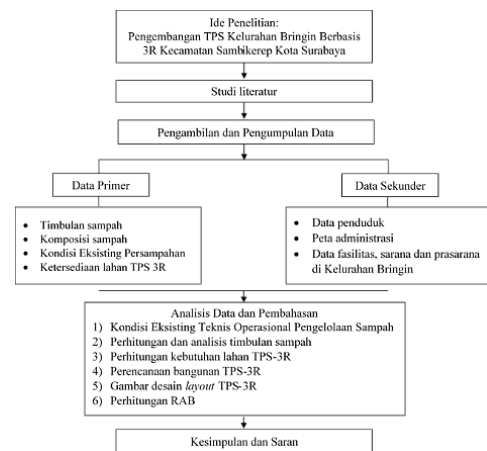 Ide Penelitian:
Pengembangan TPS Kelurahan Bringin Berbasis
3R Kecamatan Sambikerep Kota Surabaya
Studi literatur
Pengambilan dan Pengumpulan Data
Data Primer
Data Sekunder
• Timbulan sampah
• Komposisi sampah
• Kondisi Eksisting Persampahan
• Ketersediaan lahan TPS 3R
• Data penduduk
• Peta administrasi
• Data fasilitas, sarana dan prasarana
di Kelurahan Bringin
Analisis Data dan Pembahasan
1) Kondisi Eksisting Teknis Operasional Pengelolaan Sampah
2) Perhitungan dan analisis timbulan sampah
3) Perhitungan kebutuhan lahan TPS-3R
4) Perencanaan bangunan TPS-3R
5) Gambar desain layout TPS-3R
6) Perhitungan RAB
Kesimpulan dan Saran